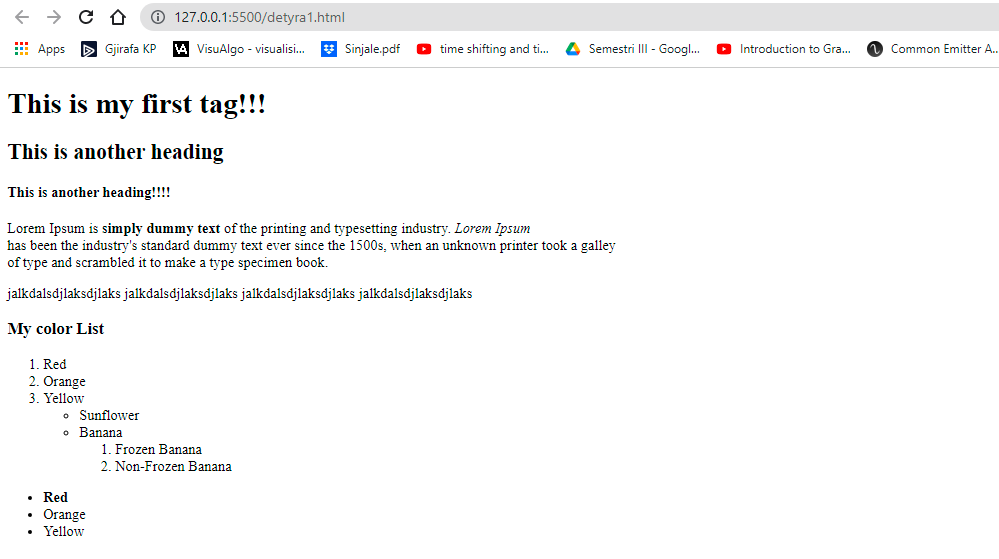 127.0.0.1:5500/detyra1.html
Apps Gjirafa KP VisuAlgo - visualisi... Sinjale.pdf time shifting and ti... Semestri III - Googl... Introduction to Gra... Common Emitter A...
This is my first tag!!!
This is another heading
This is another heading!!!!
Lorem Ipsum is simply dummy text of the printing and typesetting industry. Lorem Ipsum
has been the industry's standard dummy text ever since the 1500s, when an unknown printer took a galley
of type and scrambled it to make a type specimen book.
jalkdalsdjlaksdjlaks jalkdalsdjlaksdjlaks jalkdalsdjlaksdjlaks jalkdalsdjlaksdjlaks
My color List
1. Red
2. Orange
3. Yellow
◦ Sunflower
◦ Banana
1. Frozen Banana
2. Non-Frozen Banana
• Red
• Orange
• Yellow